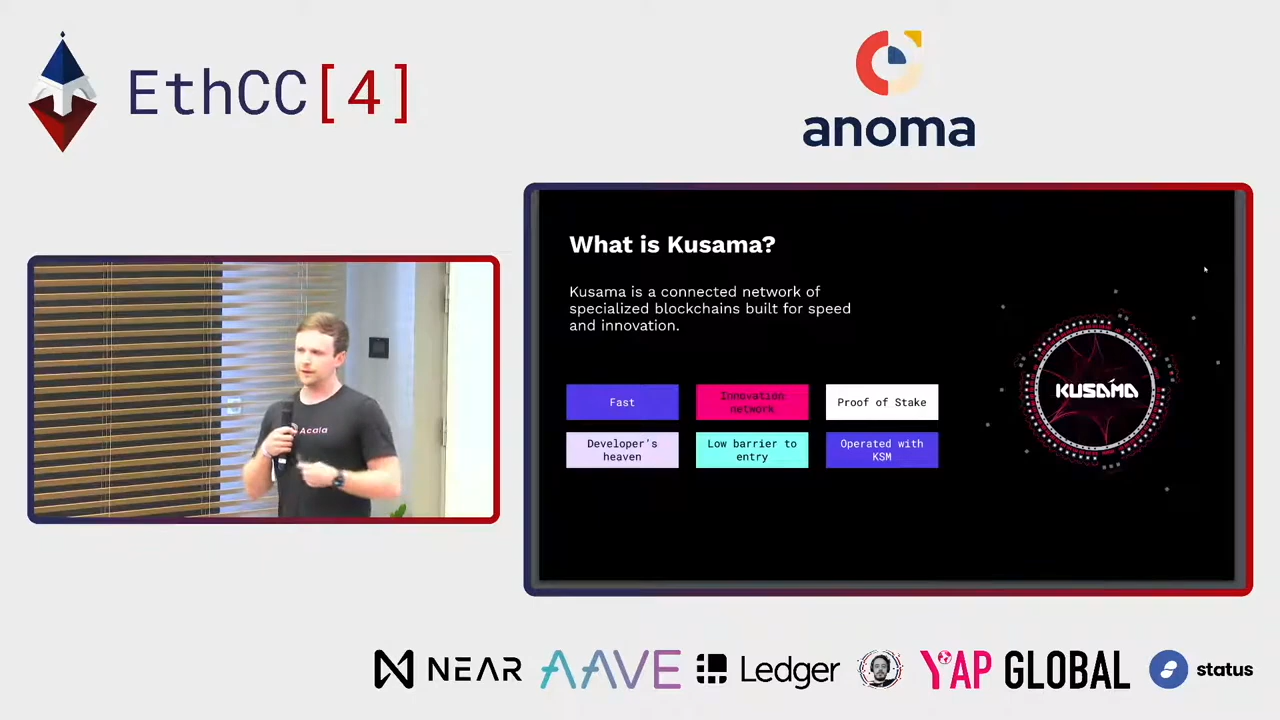 EthCC[4]
anoma
What is Kusama?
Kusama is a connected network of
specialized blockchains built for speed
and innovation.
Fast
Innovation
network
Proof of Stake
Developer's
heaven
Low barrier to
entry
Operated with
KSM
KUSAMA
Acala
NEAR
AAVE
Ledger
YAP GLOBAL
status